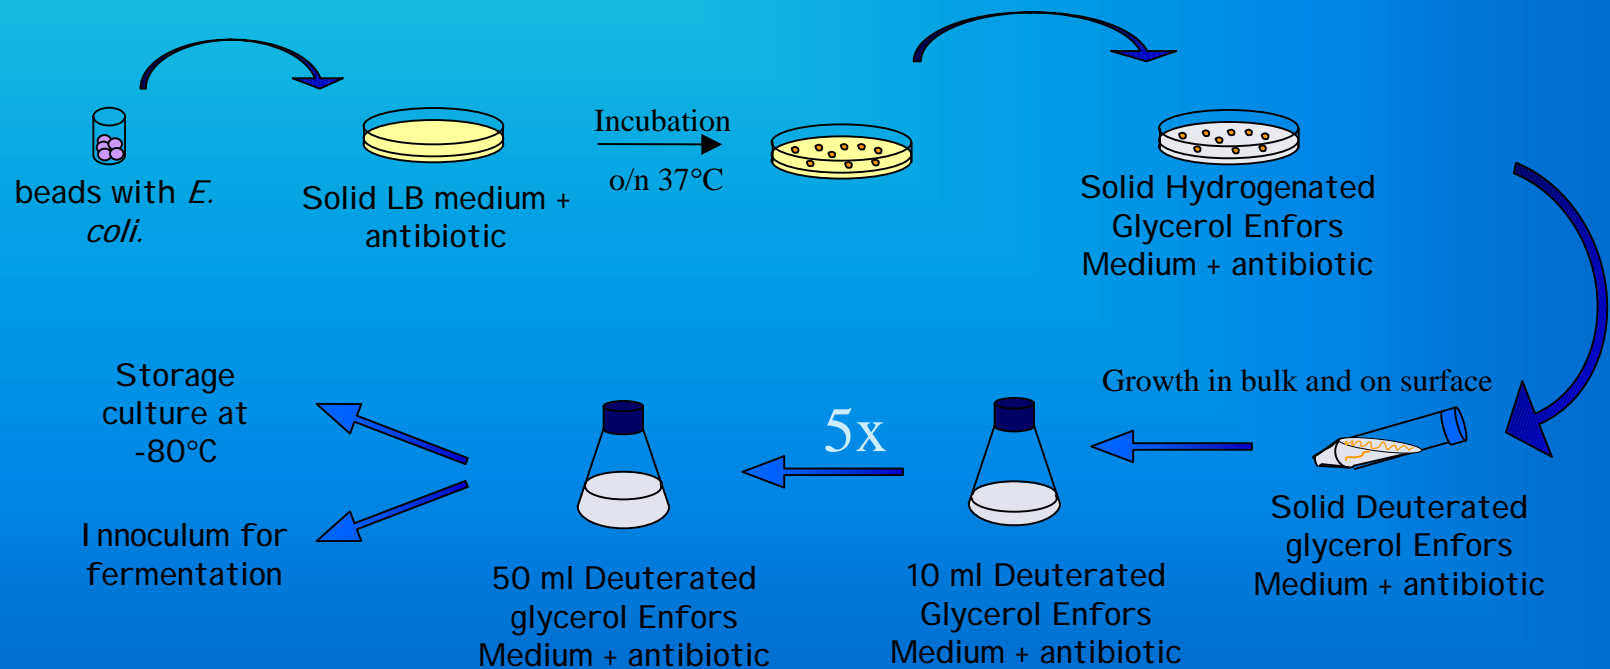 beads with E.
coli.
Solid LB medium +
antibiotic
Incubation
o/n 37°C
Solid Hydrogenated
Glycerol Enfors
Medium + antibiotic
Growth in bulk and on surface
Solid Deuterated
glycerol Enfors
Medium + antibiotic
10 ml Deuterated
Glycerol Enfors
Medium + antibiotic
5x
50 ml Deuterated
glycerol Enfors
Medium + antibiotic
Storage
culture at
-80°C
Innoculum for
fermentation